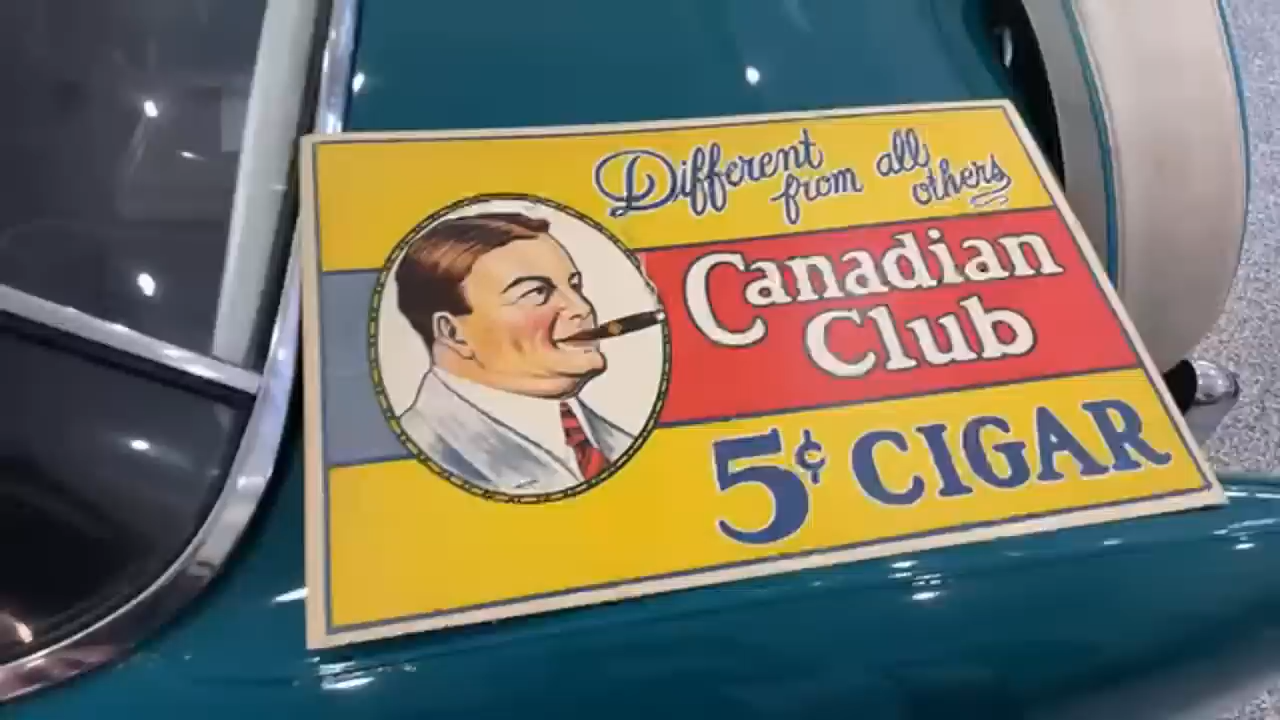 Different
from all
others
Canadian
Club
5¢ CIGAR